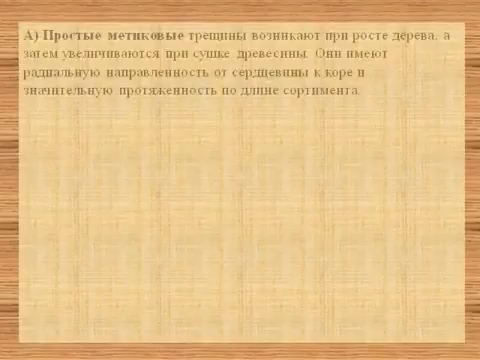 А) Простые метиковые трещины возникают при росте дерева, а
затем увеличиваются при сушке древесины. Они имеют
радиальную направленность от сердцевины к коре и
значительную протяженность по длине сортимента.